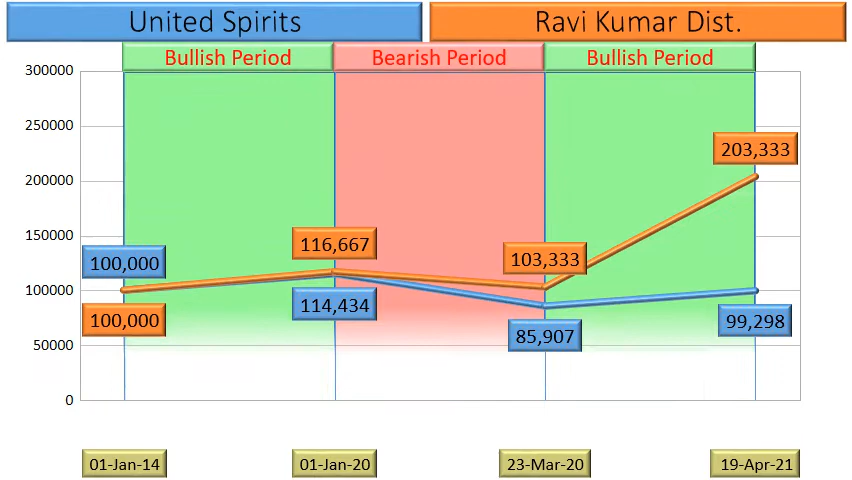 United Spirits
Ravi Kumar Dist.
Bullish Period
Bearish Period
Bullish Period
300000
250000
200000
150000
100000
50000
0
100,000
100,000
116,667
114,434
103,333
85,907
203,333
99,298
01-Jan-14
01-Jan-20
23-Mar-20
19-Apr-21